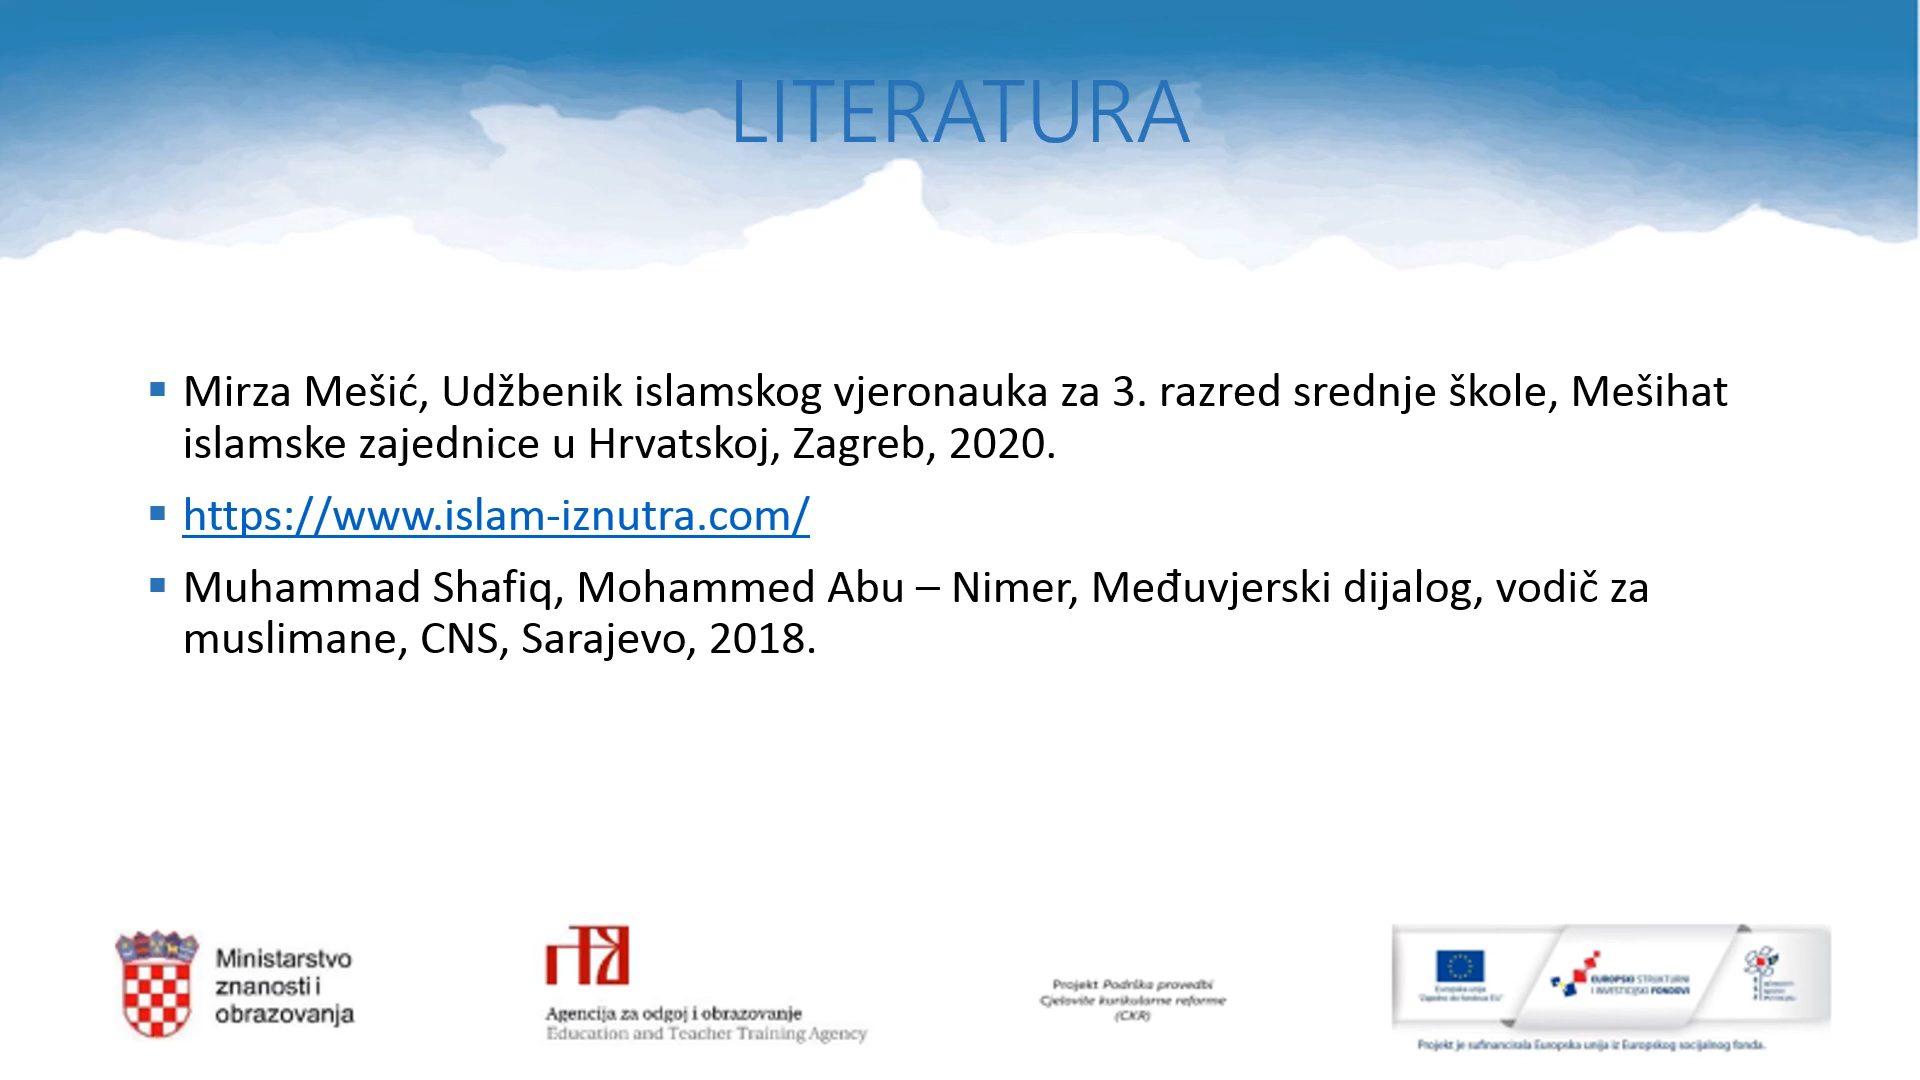 LITERATURA
▪ Mirza Mešić, Udžbenik islamskog vjeronauka za 3. razred srednje škole, Mešihat
islamske zajednice u Hrvatskoj, Zagreb, 2020.
▪ https://www.islam-iznutra.com/
▪ Muhammad Shafiq, Mohammed Abu – Nimer, Međuvjerski dijalog, vodič za
muslimane, CNS, Sarajevo, 2018.
Ministarstvo
znanosti i
obrazovanja
Agencija za odgoj i obrazovanje
Education and Teacher Training Agency
Projekt Podrška provedbi
Cjelovite kurikularne reforme
(CKR)
Europska unija
EUROPSKI STRUKTURNI
I INVESTICIJSKI FONDOVI
Projekt je sufinancirala Europska unija iz Europskog socijalnog fonda.